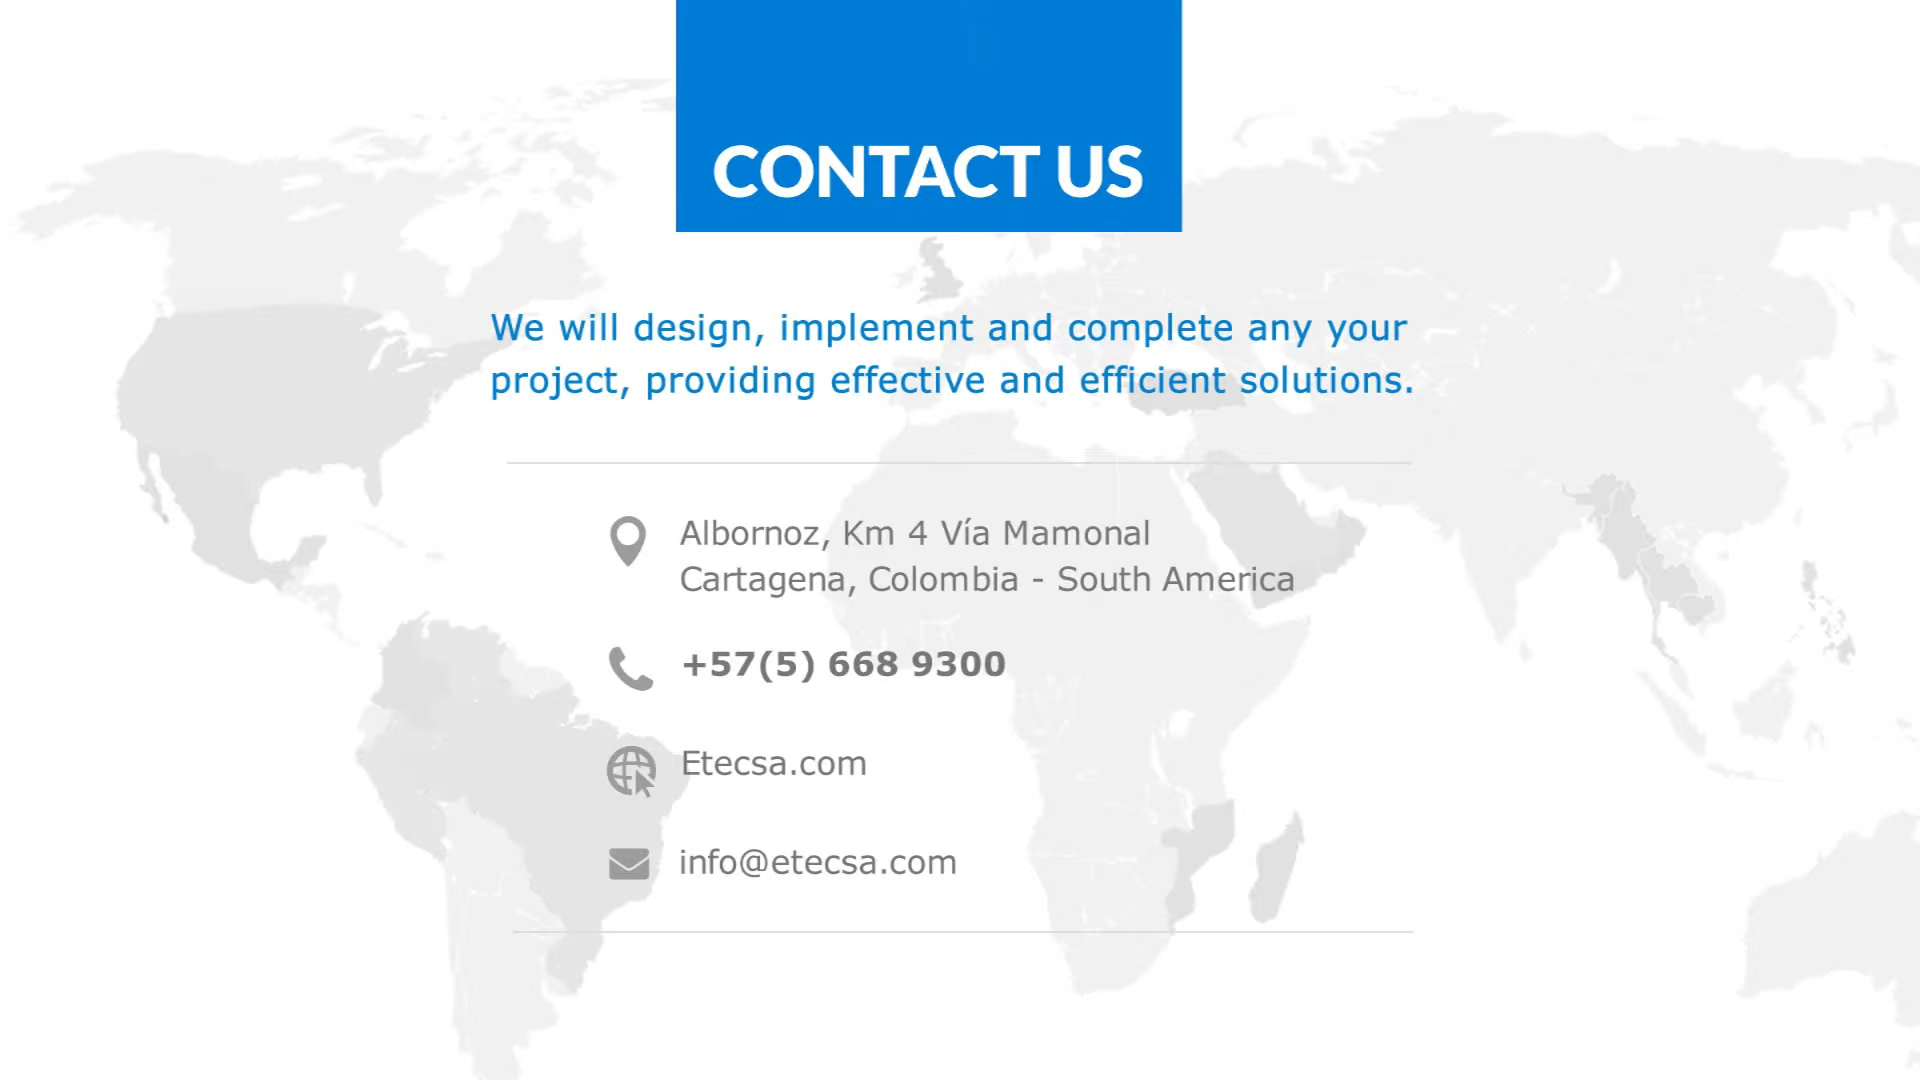 CONTACT US
We will design, implement and complete any your
project, providing effective and efficient solutions.
Albornoz, Km 4 Vía Mamonal
Cartagena, Colombia - South America
+57(5) 668 9300
Etecsa.com
info@etecsa.com